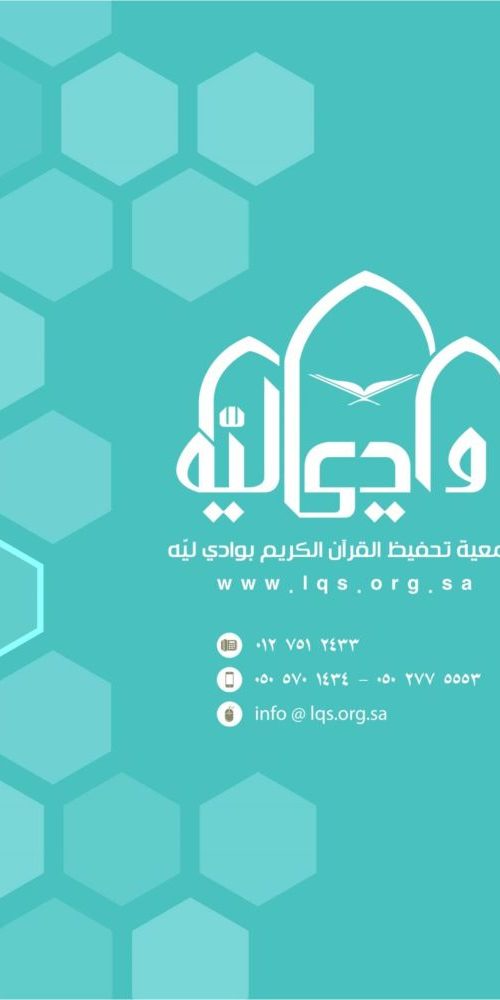 وادي ليّه
معية تحفيظ القرآن الكريم بوادي ليّه
www.lqs.org.sa
٠١٢ ٧٥١ ٢٤٣٣
٠٥٠ ٥٧٠ ١٤٣٤ – ٠٥٠ ٢٧٧ ٥٥٥٣
info @ lqs.org.sa